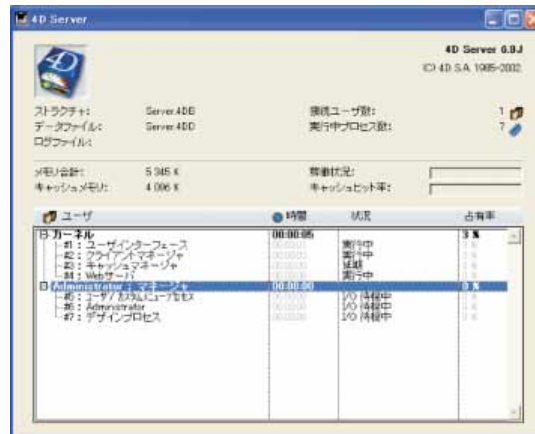 4D Server
4D Server 6.8J
(C) 4D S.A. 1985-2002
ストラクチャ: Server.4DB 接続ユーザ数: 1
データファイル: Server.4DD 実行中プロセス数: 7
ログファイル:
メモリ合計: 5 345 K 稼働状況:
キャッシュメモリ: 4 096 K キャッシュヒット率:
ユーザ 時間 状況 占有率
カーネル 00:00:05 3 %
#1 : ユーザインターフェース 実行中
#2 : クライアントマネージャ 実行中
#3 : キャッシュマネージャ 延期
#4 : Webサーバ 実行中
Administrator : マネージャ 00:00:00 0 %
#5 : ユーザ/カスタムメニュープロセス I/O 待機中
#6 : Administrator I/O 待機中
#7 : デザインプロセス I/O 待機中